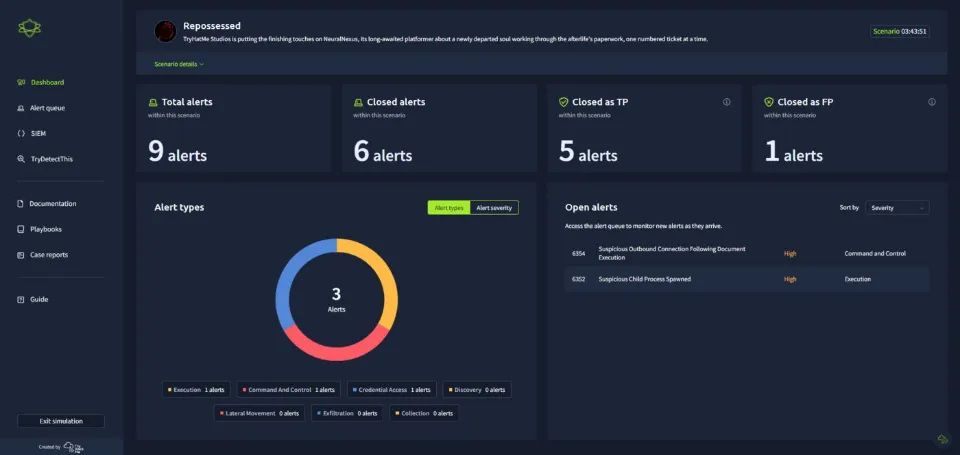 Repossessed
TryHatMe Studios is putting the finishing touches on NeuralNexus, its long-awaited platformer about a newly departed soul working through the afterlife's paperwork, one numbered ticket at a time.
Scenario 03:43:51
Scenario details
Dashboard
Alert queue
SIEM
TryDetectThis
Documentation
Playbooks
Case reports
Guide
Exit simulation
Created by
Total alerts
within this scenario
9 alerts
Closed alerts
within this scenario
6 alerts
Closed as TP
within this scenario
5 alerts
Closed as FP
within this scenario
1 alerts
Alert types
Alert types Alert severity
3
Alerts
Execution 1 alerts
Command And Control 1 alerts
Credential Access 1 alerts
Discovery 0 alerts
Lateral Movement 0 alerts
Exfiltration 0 alerts
Collection 0 alerts
Open alerts
Sort by Severity
Access the alert queue to monitor new alerts as they arrive.
6354 Suspicious Outbound Connection Following Document
Execution
High Command and Control
6352 Suspicious Child Process Spawned High Execution